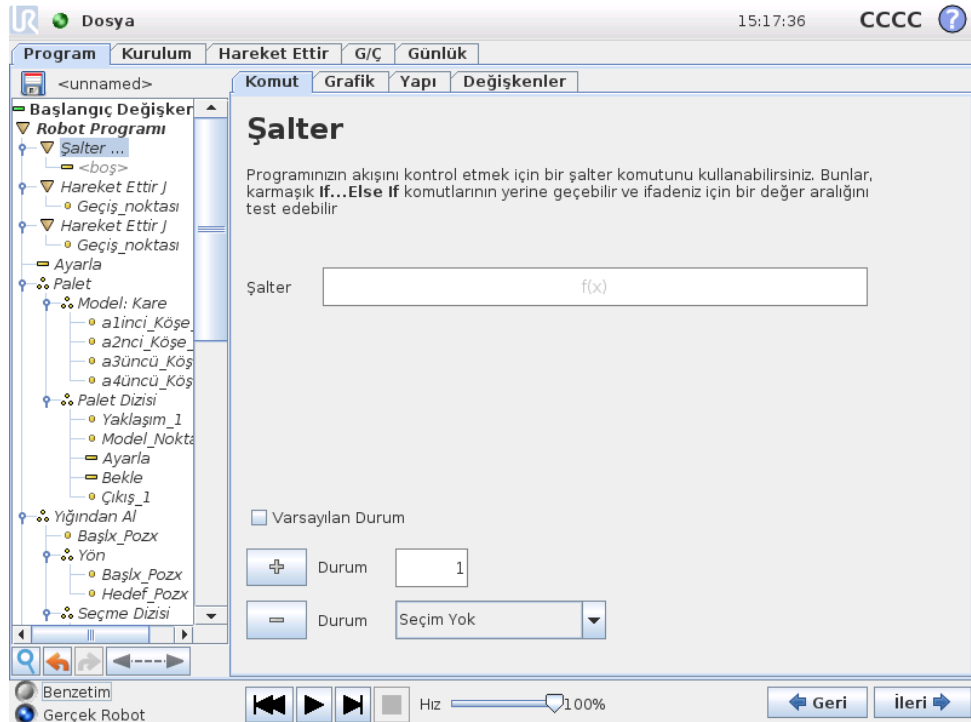 UR Dosya 15:17:36 CCCC ?
Program Kurulum Hareket Ettir G/Ç Günlük
<unnamed>
Komut Grafik Yapı Değişkenler
Başlangıç Değişker
Robot Programı
Şalter ...
<boş>
Hareket Ettir J
Geçiş_noktası
Hareket Ettir J
Geçiş_noktası
Ayarla
Palet
Model: Kare
a1inci_Köşe_
a2nci_Köşe_
a3üncü_Köş
a4üncü_Köş
Palet Dizisi
Yaklaşım_1
Model_Nokta
Ayarla
Bekle
Çıkış_1
Yığından Al
Başlx_Pozx
Yön
Başlx_Pozx
Hedef_Pozx
Seçme Dizisi
Şalter
Programınızın akışını kontrol etmek için bir şalter komutunu kullanabilirsiniz. Bunlar,
karmaşık If...Else If komutlarının yerine geçebilir ve ifadeniz için bir değer aralığını
test edebilir
Şalter f(x)
Varsayılan Durum
Durum 1
Durum Seçim Yok
Benzetim
Gerçek Robot
Hız 100%
Geri İleri